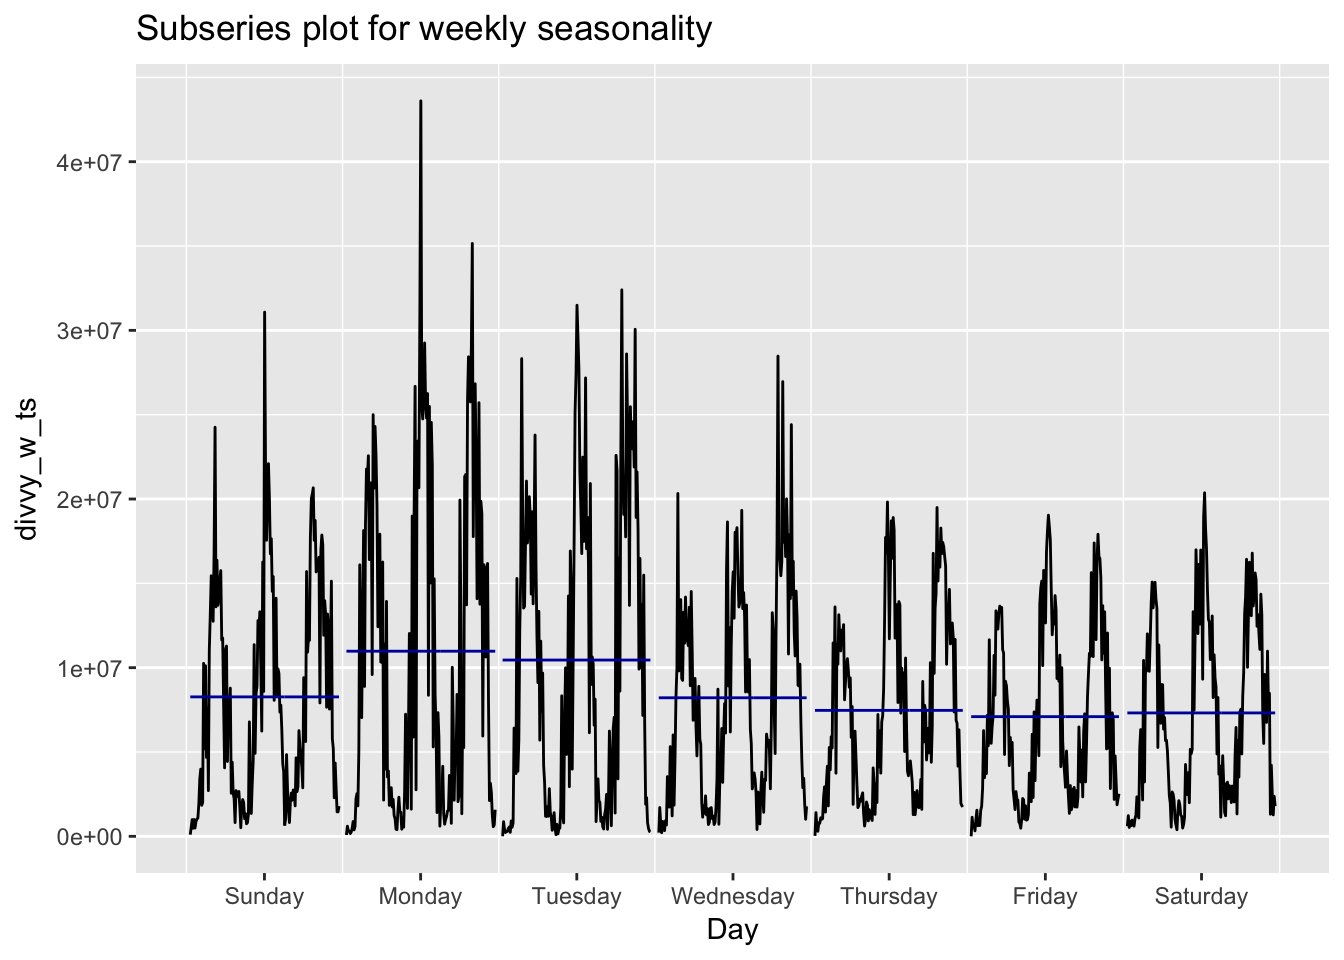 Subseries plot for weekly seasonality
4e+07
3e+07
2e+07
1e+07
0e+00
divvy_w_ts
Sunday Monday Tuesday Wednesday Thursday Friday Saturday
Day